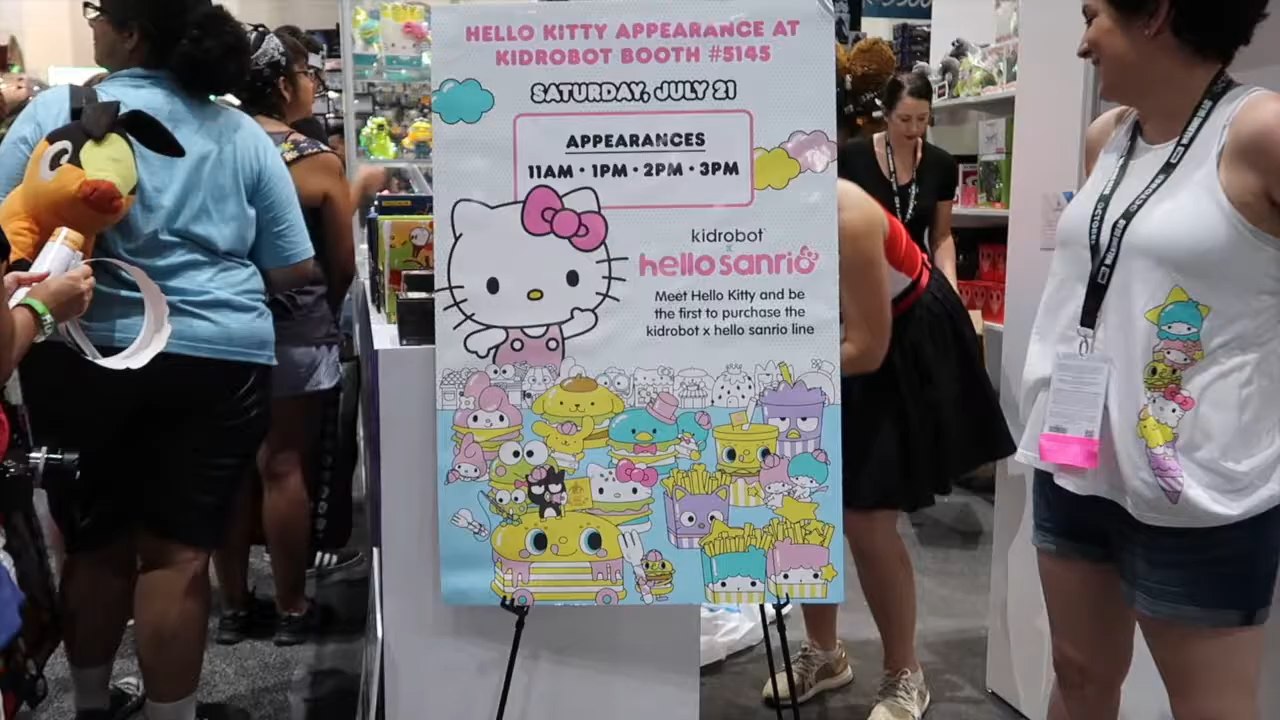 HELLO KITTY APPEARANCE AT
KIDROBOT BOOTH #5145
SATURDAY, JULY 21
APPEARANCES
11AM • 1PM • 2PM • 3PM
kidrobot
x
hello sanrio
Meet Hello Kitty and be
the first to purchase the
kidrobot x hello sanrio line